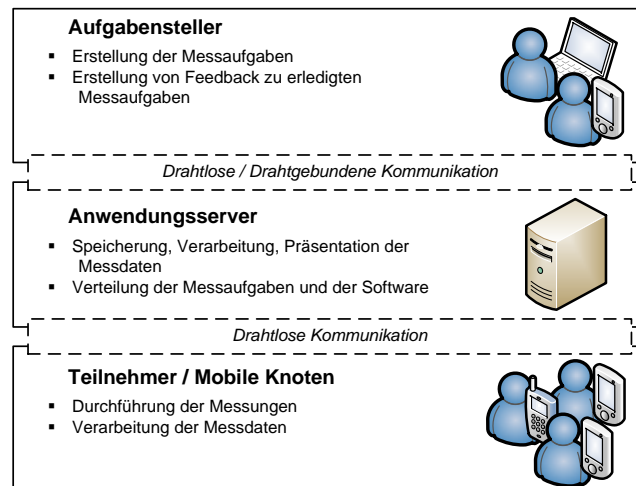 Aufgabensteller
▪ Erstellung der Messaufgaben
▪ Erstellung von Feedback zu erledigten
Messaufgaben
Drahtlose / Drahtgebundene Kommunikation
Anwendungsserver
▪ Speicherung, Verarbeitung, Präsentation der
Messdaten
▪ Verteilung der Messaufgaben und der Software
Drahtlose Kommunikation
Teilnehmer / Mobile Knoten
▪ Durchführung der Messungen
▪ Verarbeitung der Messdaten